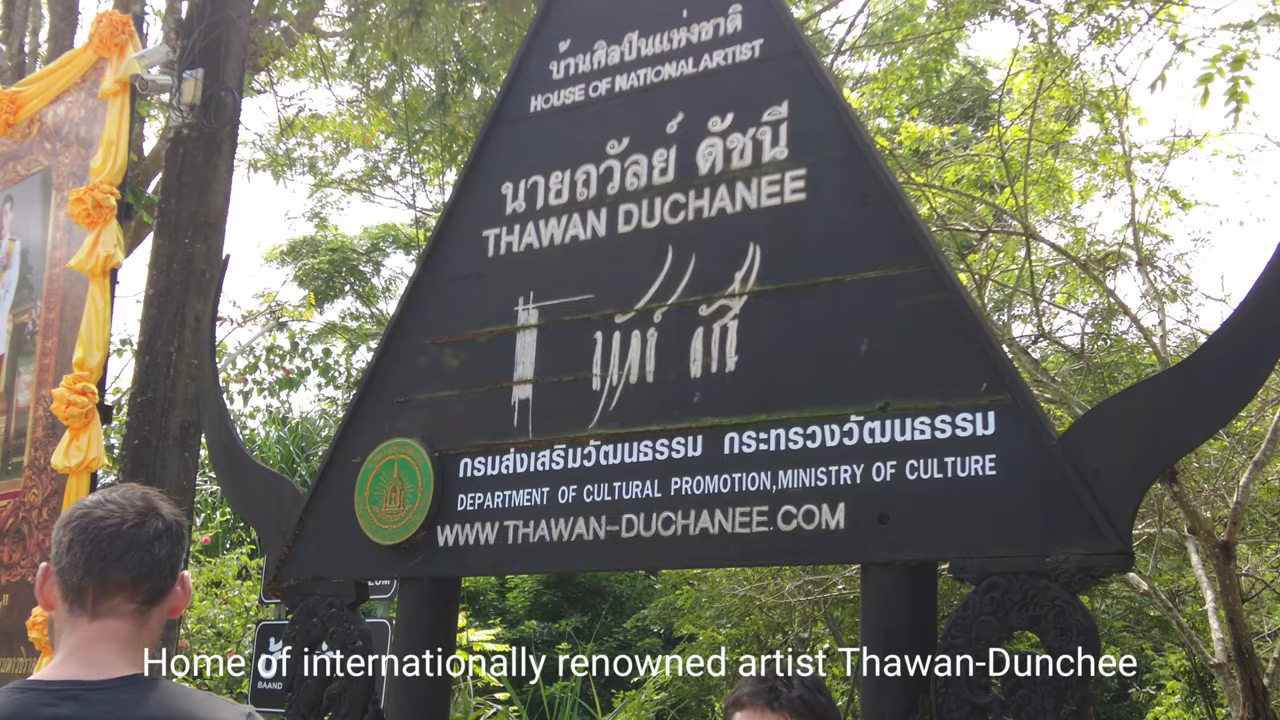 บ้านศิลปินแห่งชาติ
HOUSE OF NATIONAL ARTIST
นายถวัลย์ ดัชนี
THAWAN DUCHANEE
กรมส่งเสริมวัฒนธรรม กระทรวงวัฒนธรรม
DEPARTMENT OF CULTURAL PROMOTION,MINISTRY OF CULTURE
WWW.THAWAN-DUCHANEE.COM
BAAND
Home of internationally renowned artist Thawan-Dunchee